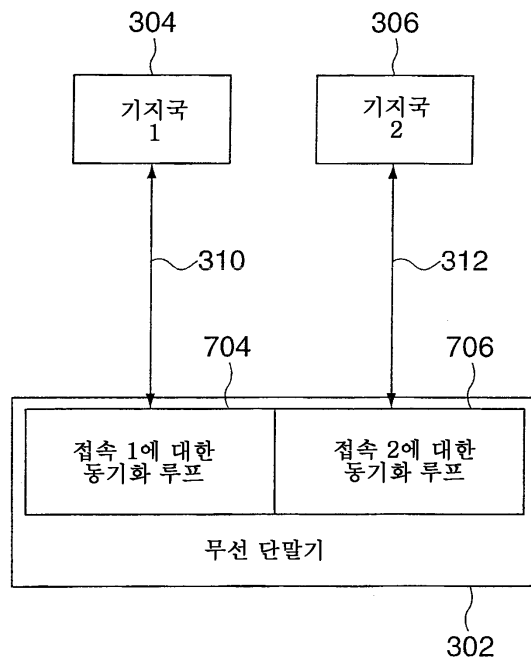 304
306
기지국
1
기지국
2
310
312
704
706
접속 1에 대한
동기화 루프
접속 2에 대한
동기화 루프
무선 단말기
302